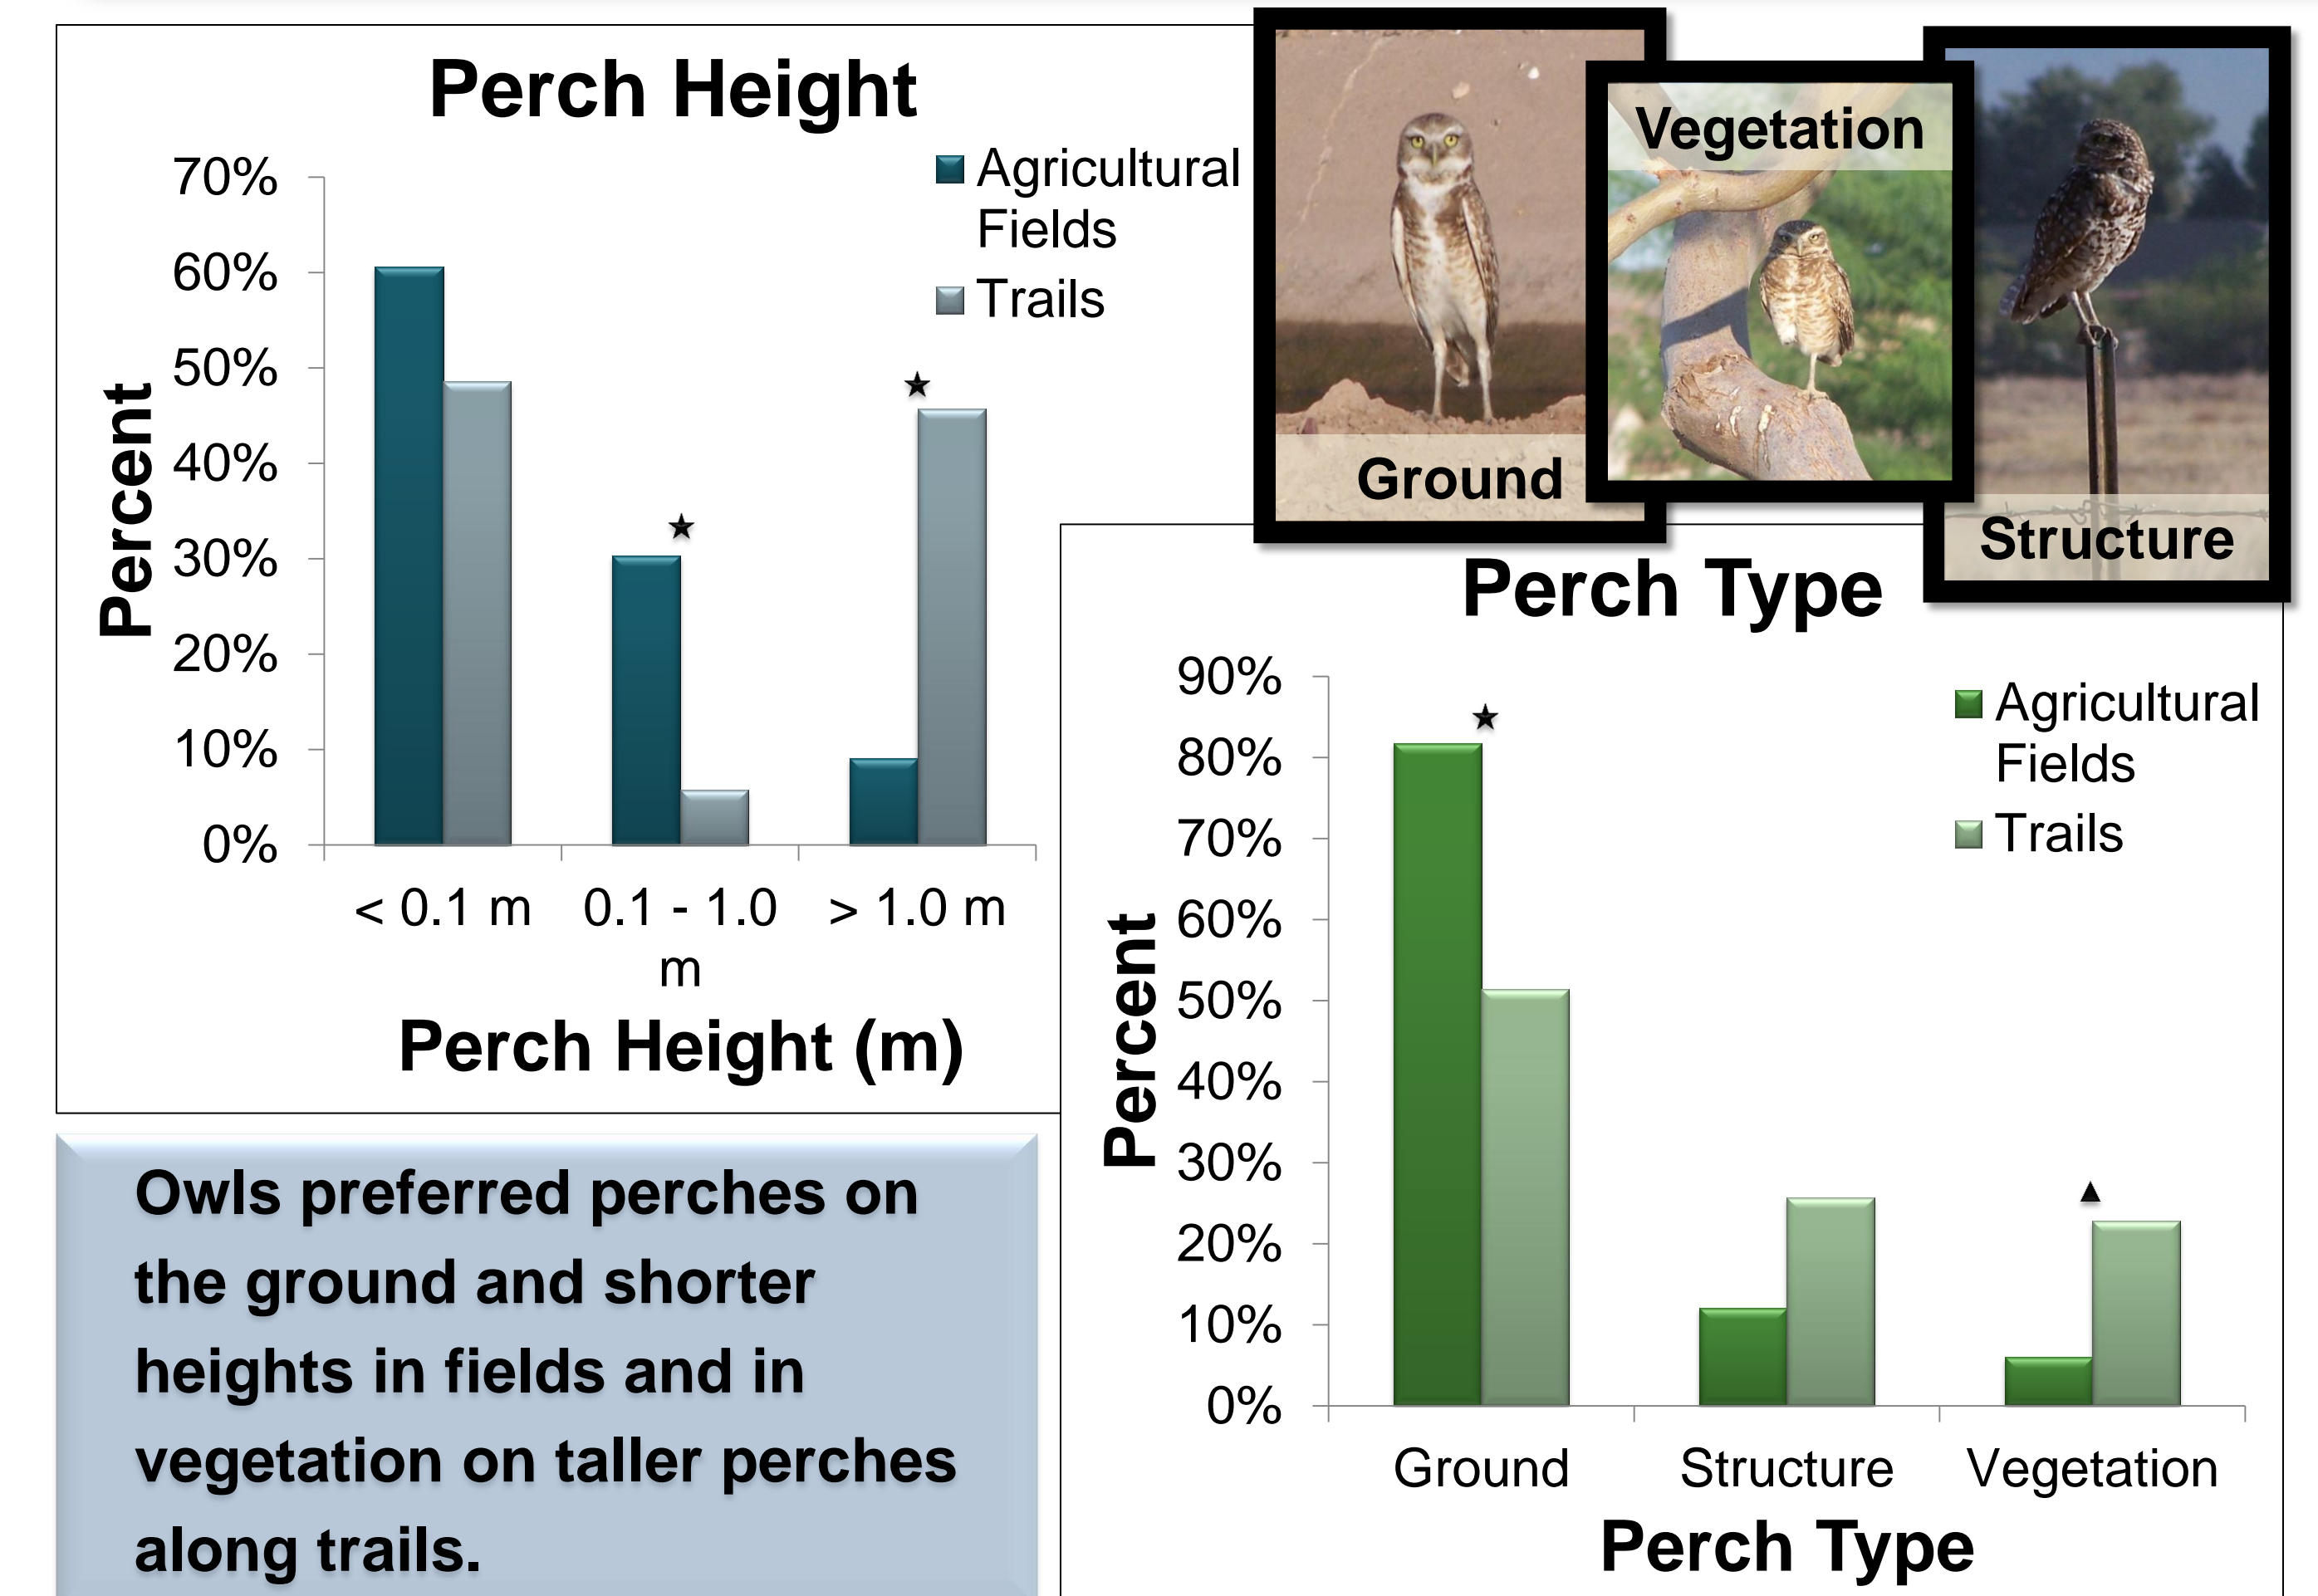 Perch Height
Percent
70%
60%
50%
40%
30%
20%
10%
0%
Agricultural
Fields
Trails
< 0.1 m
0.1 - 1.0
m
> 1.0 m
Perch Height (m)
Ground
Vegetation
Structure
Perch Type
Percent
90%
80%
70%
60%
50%
40%
30%
20%
10%
0%
Agricultural
Fields
Trails
Ground
Structure
Vegetation
Perch Type
Owls preferred perches on
the ground and shorter
heights in fields and in
vegetation on taller perches
along trails.